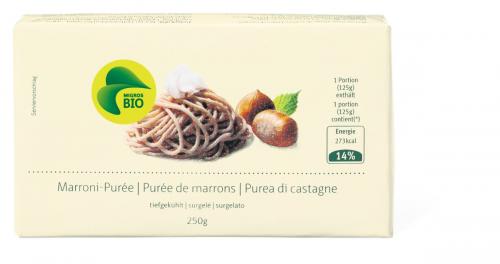 Serviervorschlag
MIGROS
BIO
1 Portion
(125g)
enthält
1 portion
(125g)
contient(*)
Energie
273kcal
14%
Marroni-Purée | Purée de marrons | Purea di castagne
tiefgekühlt | surgelé | surgelato
250g